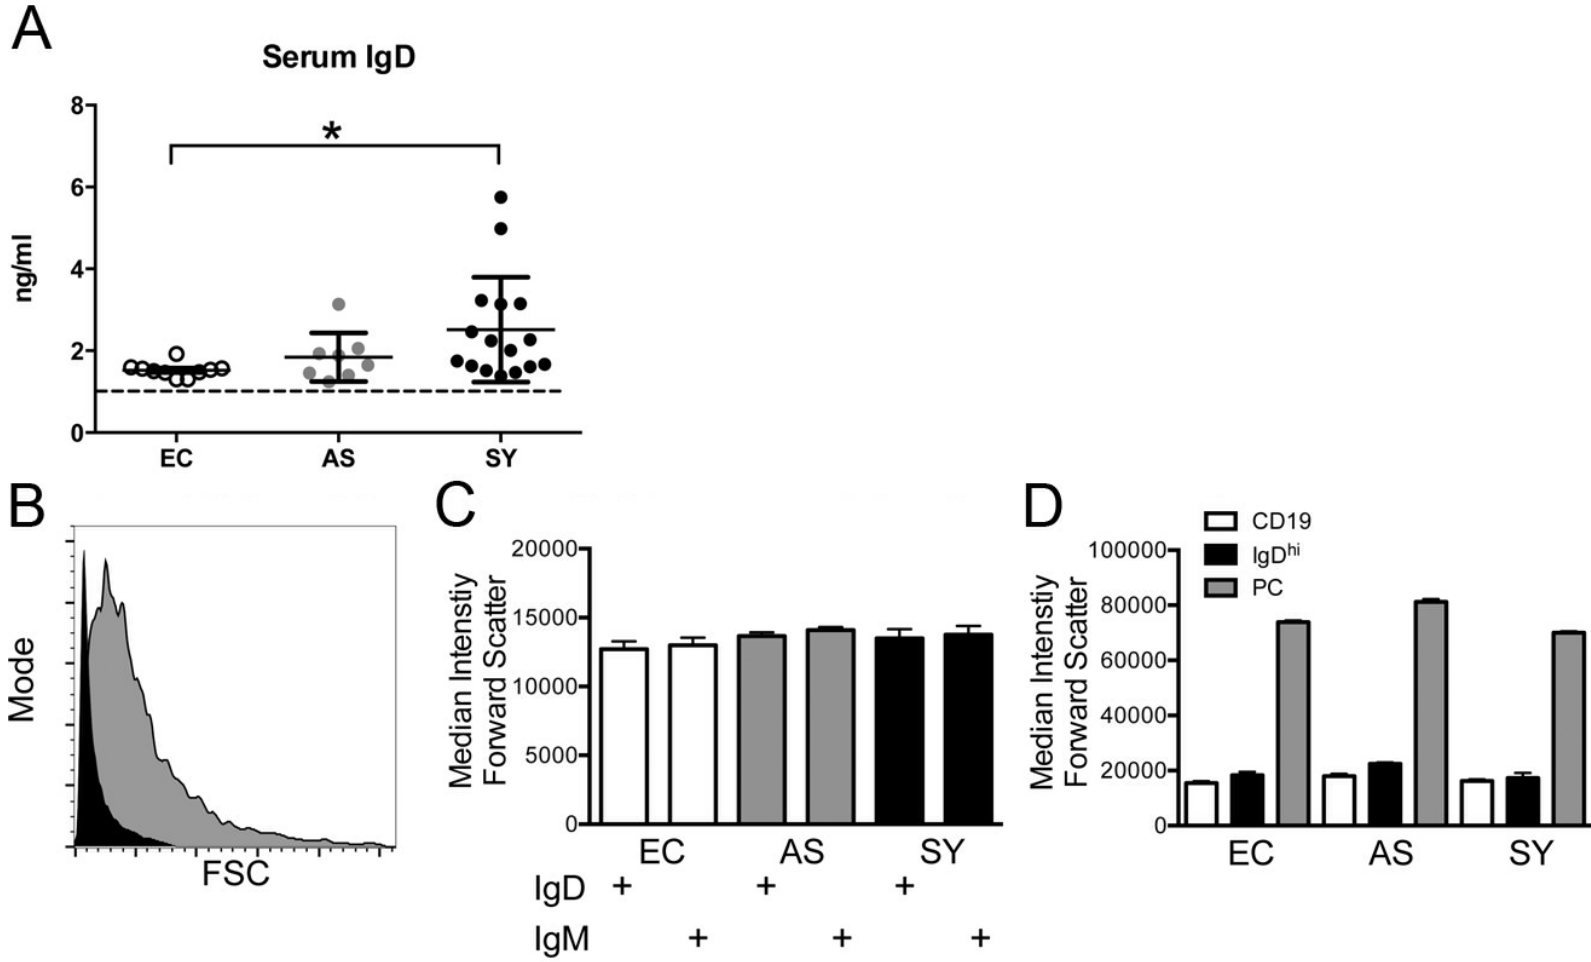 A
Serum IgD
8
*
6
ng/ml
4
2
0
EC AS SY
B
Mode
FSC
C
Median Intenstiy
Forward Scatter
20000
15000
10000
5000
0
EC AS SY
IgD + + +
IgM + + +
D
CD19
IgDhi
PC
Median Intenstiy
Forward Scatter
100000
80000
60000
40000
20000
0
EC AS SY